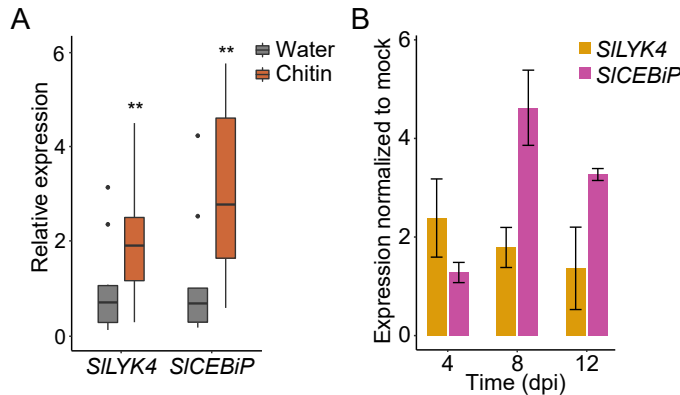 A
Relative expression
6
4
2
0
Water
Chitin
**
**
SlLYK4
SlCEBiP
B
Expression normalized to mock
6
4
2
0
SlLYK4
SlCEBiP
4
8
12
Time (dpi)